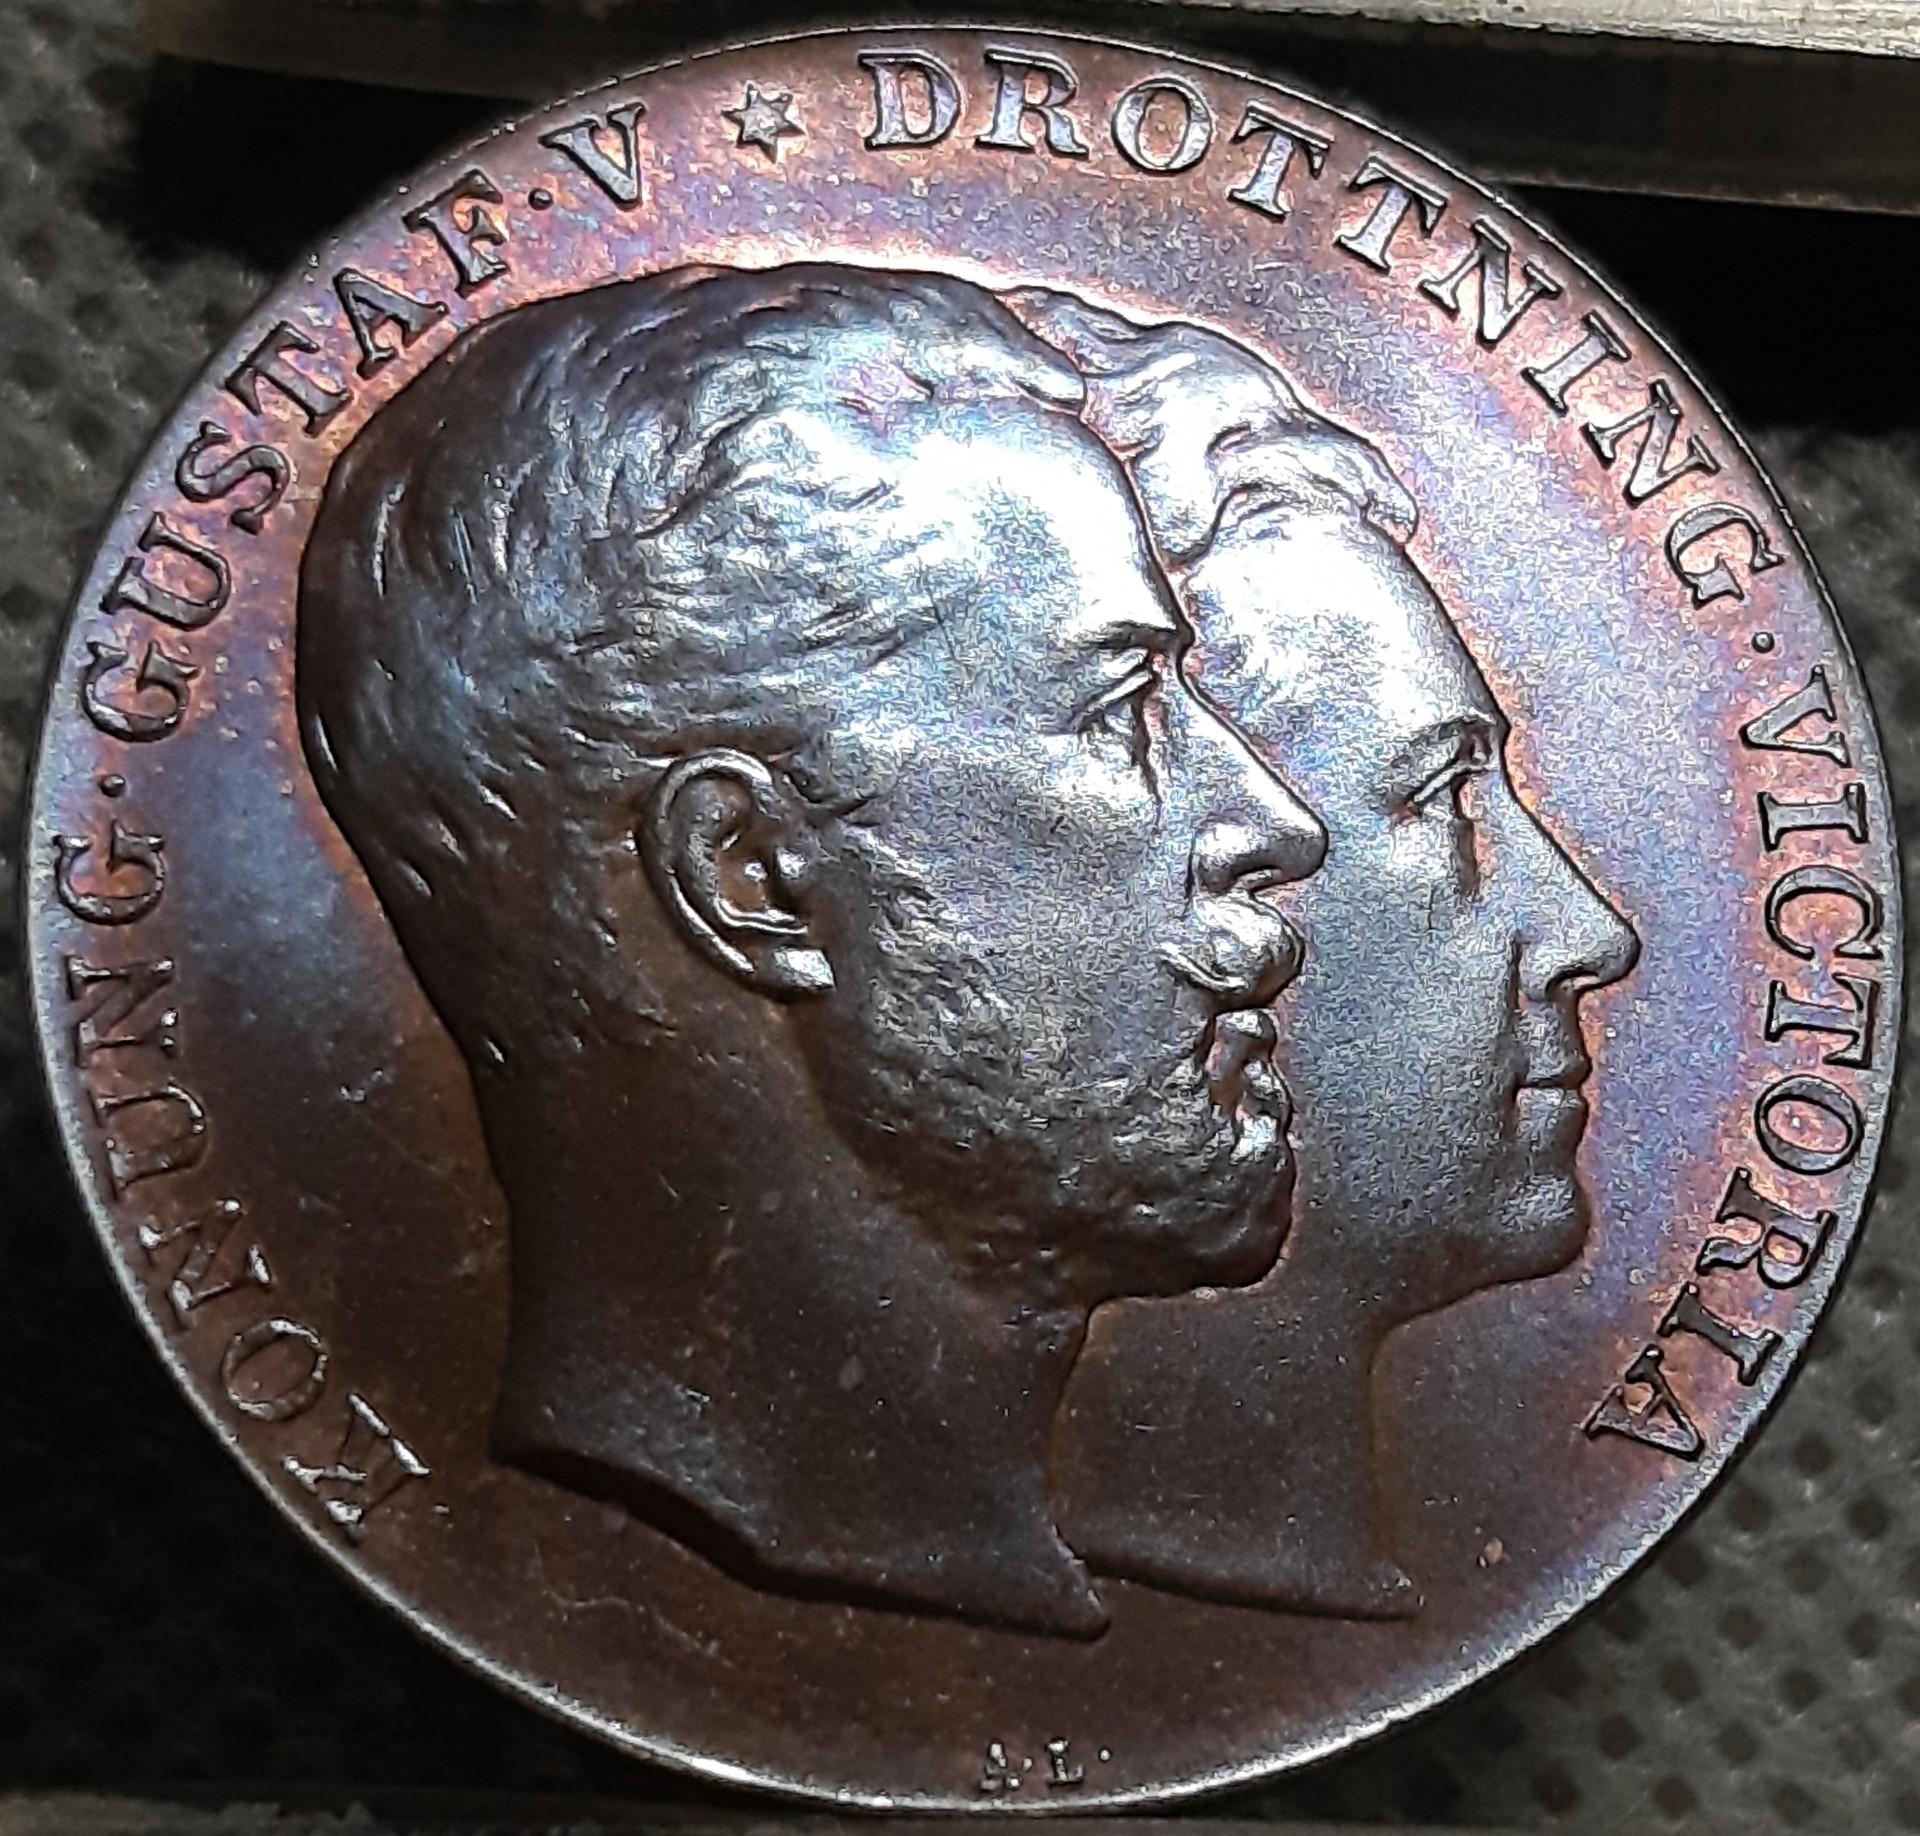 KONUNG · GUSTAF · V ✶ DROTTNING · VICTORIA
A. L.